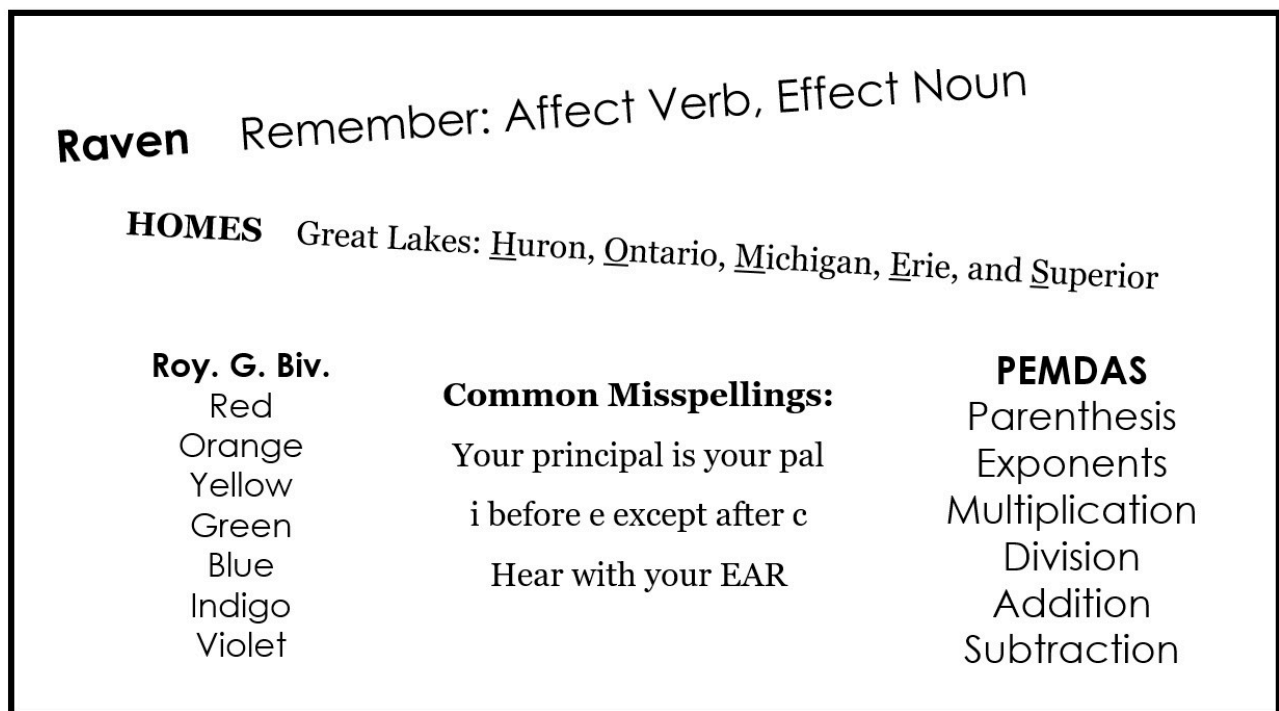 Raven Remember: Affect Verb, Effect Noun
HOMES Great Lakes: Huron, Ontario, Michigan, Erie, and Superior
Roy. G. Biv.
Red
Orange
Yellow
Green
Blue
Indigo
Violet
Common Misspellings:
Your principal is your pal
i before e except after c
Hear with your EAR
PEMDAS
Parenthesis
Exponents
Multiplication
Division
Addition
Subtraction